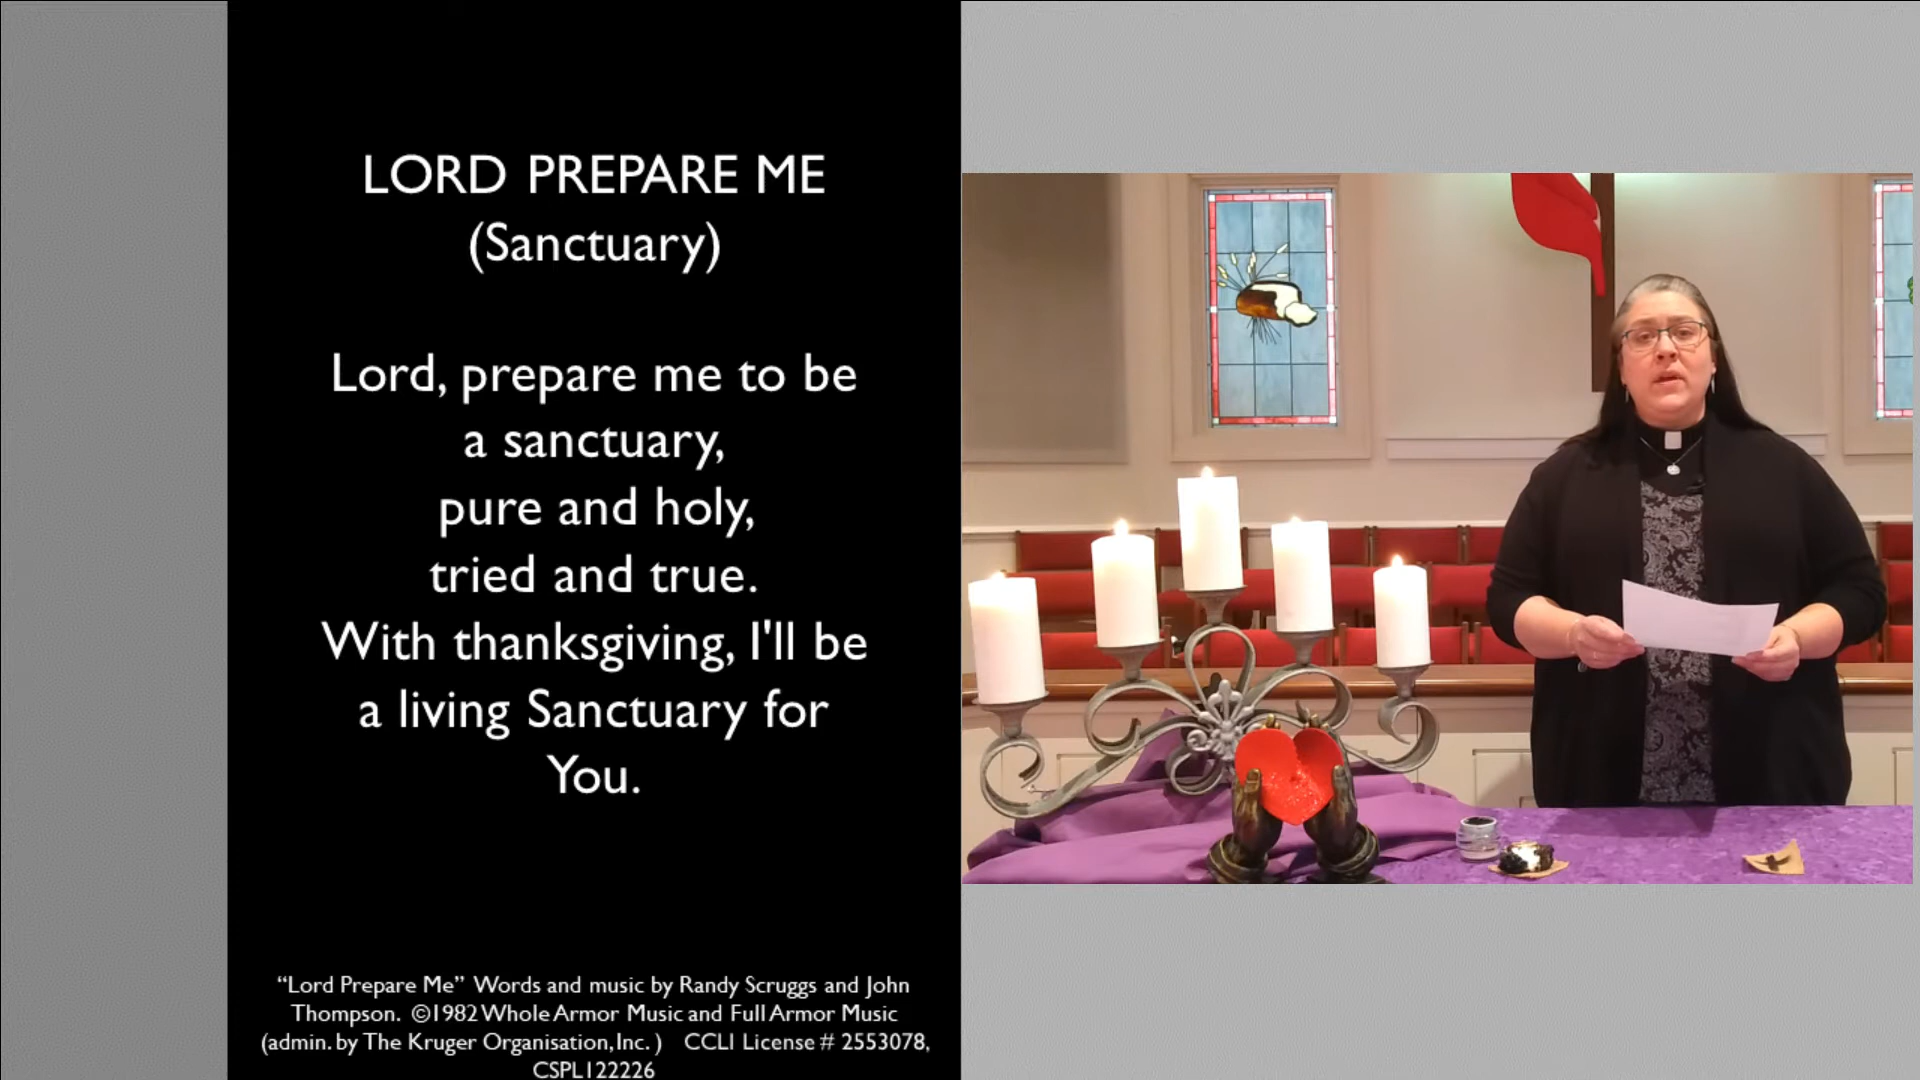 LORD PREPARE ME
(Sanctuary)
Lord, prepare me to be
a sanctuary,
pure and holy,
tried and true.
With thanksgiving, I'll be
a living Sanctuary for
You.
“Lord Prepare Me” Words and music by Randy Scruggs and John
Thompson. ©1982 Whole Armor Music and Full Armor Music
(admin. by The Kruger Organisation, Inc. ) CCLI License # 2553078,
CSPL122226